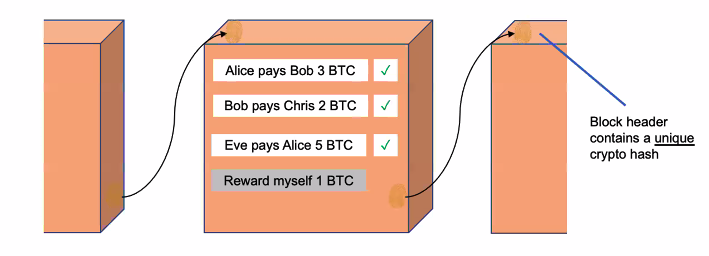 Alice pays Bob 3 BTC ✓
Bob pays Chris 2 BTC ✓
Eve pays Alice 5 BTC ✓
Reward myself 1 BTC
Block header
contains a unique
crypto hash